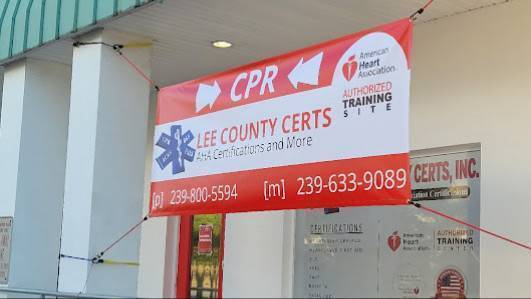 CPR
American
Heart
Association
AUTHORIZED
TRAINING
SITE
LEE COUNTY CERTS
AHA Certifications and More
[p] 239-800-5594 [m] 239-633-9089
Y CERTS, INC.
CERTIFICATIONS
American
Heart
Association
AUTHORIZED
TRAINING
CENTER